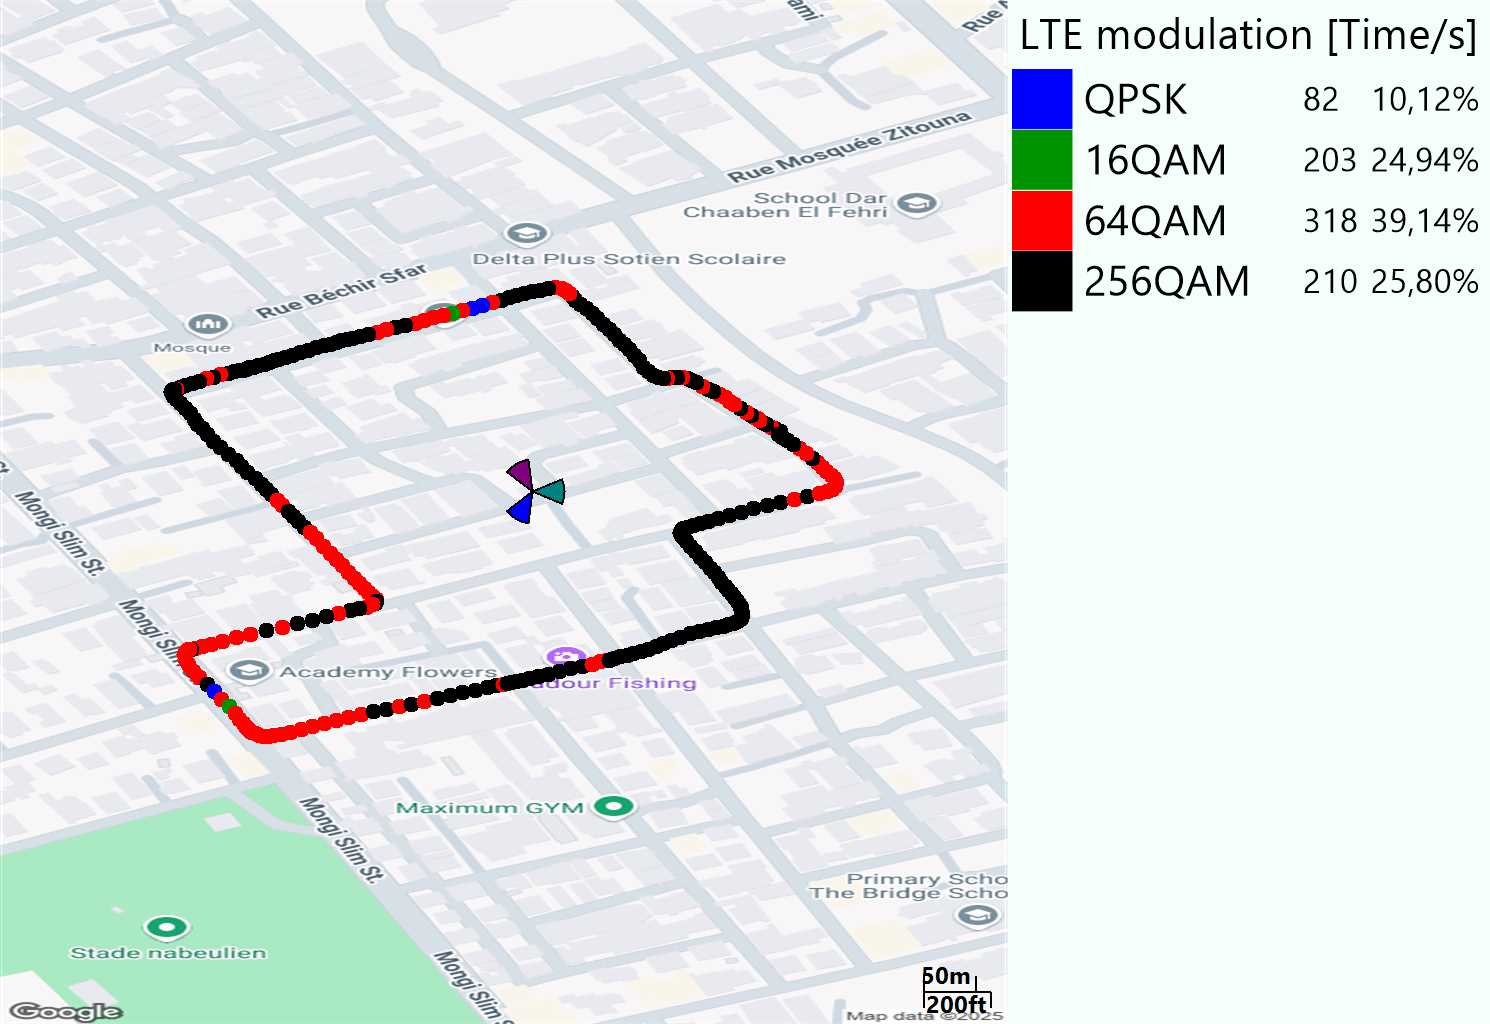 LTE modulation [Time/s]
QPSK 82 10,12%
16QAM 203 24,94%
64QAM 318 39,14%
256QAM 210 25,80%
Rue Mosquée Zitouna
School Dar
Chaaben El Fehri
Delta Plus Sotien Scolaire
Rue Béchir Sfar
Mosque
Mongi Slim St.
Mongi Slim
Academy Flowers
adour Fishing
Maximum GYM
Mongi Slim St.
Primary Scho
The Bridge Scho
Stade nabeulien
Mongi Slim S
50m
200ft
Google
Map data ©2025